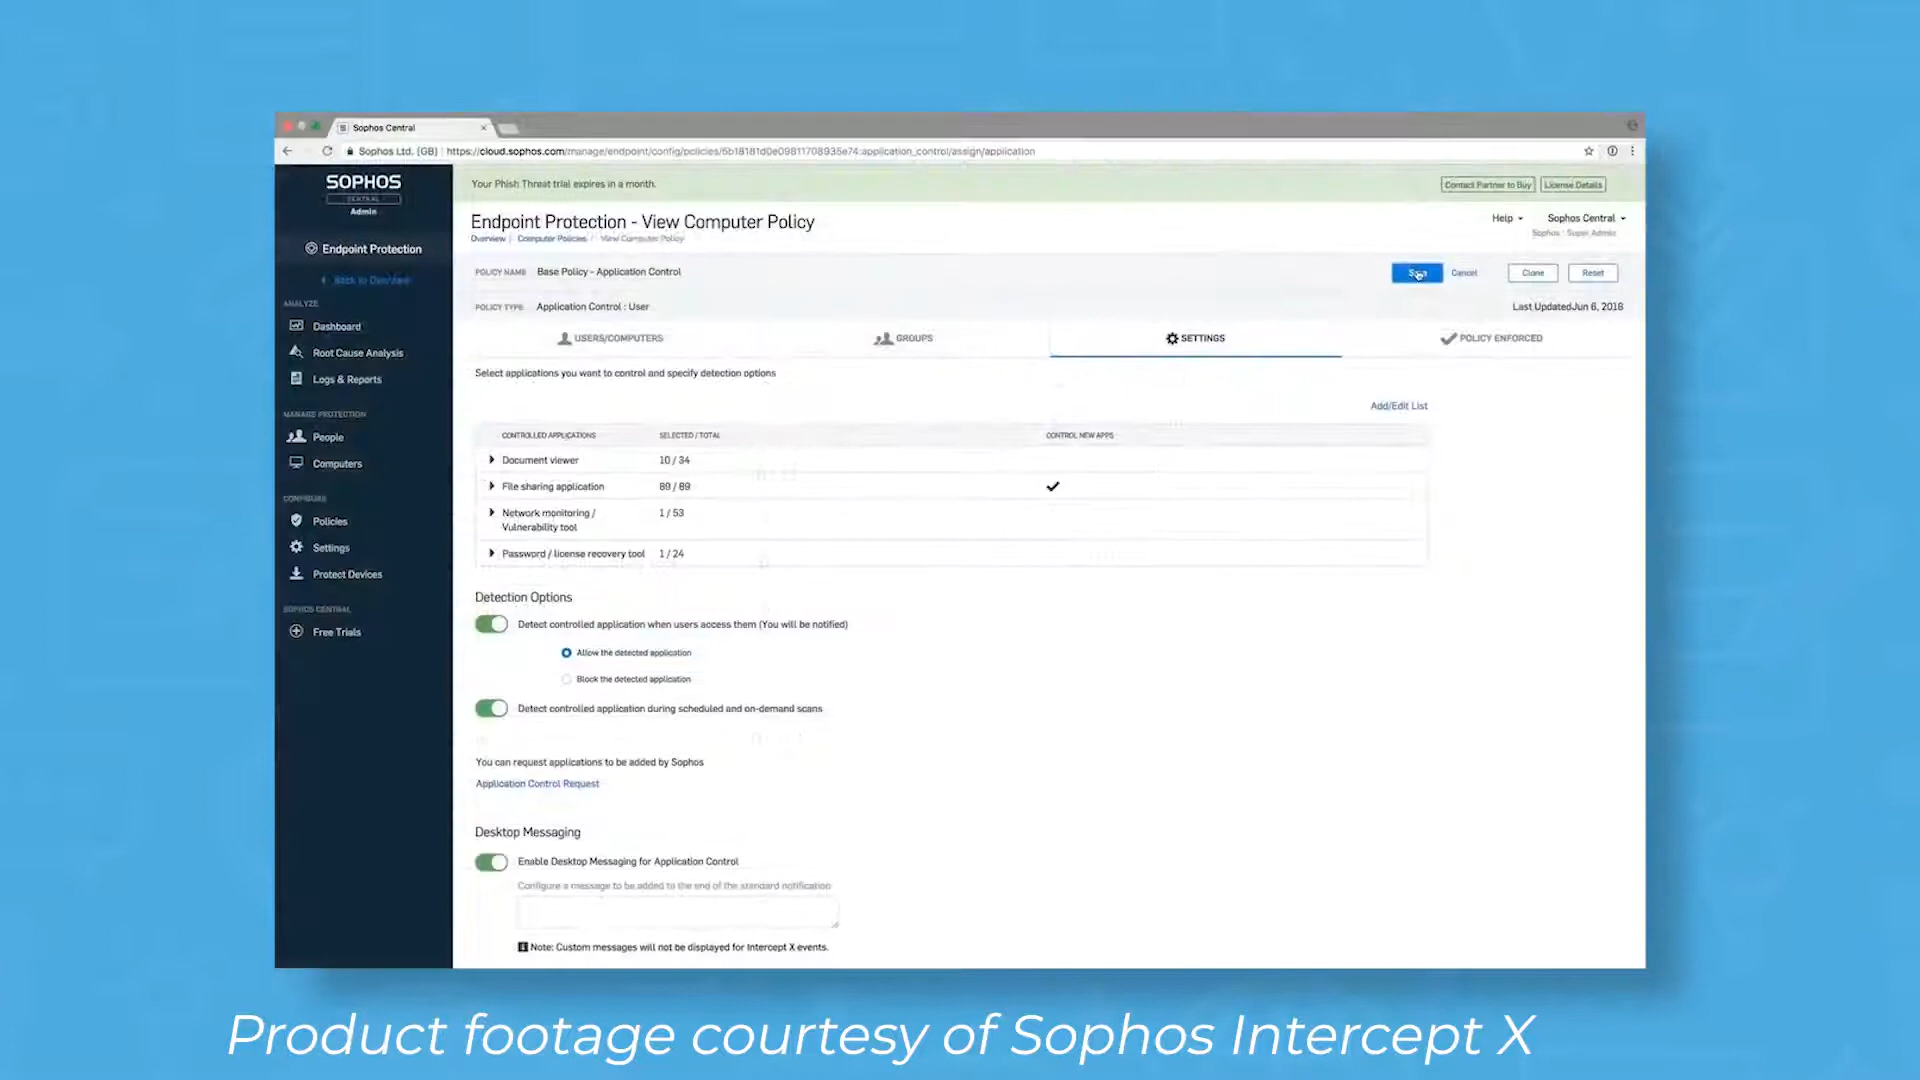 Sophos Central
Sophos Ltd. [GB] https://cloud.sophos.com/manage/endpoint/config/policies/5b18181d0e09811708935e74:application_control/assign/application
SOPHOS
CENTRAL
Admin
Your Phish Threat trial expires in a month.
Contact Partner to Buy
License Details
Endpoint Protection - View Computer Policy
Overview / Computer Policies / View Computer Policy
Help
Sophos Central
Sophos · Super Admin
Endpoint Protection
Back to Overview
ANALYZE
Dashboard
Root Cause Analysis
Logs & Reports
MANAGE PROTECTION
People
Computers
CONFIGURE
Policies
Settings
Protect Devices
SOPHOS CENTRAL
Free Trials
POLICY NAME Base Policy - Application Control
Cancel
Clone
Reset
POLICY TYPE Application Control : User
Last UpdatedJun 6, 2018
USERS/COMPUTERS
GROUPS
SETTINGS
POLICY ENFORCED
Select applications you want to control and specify detection options
Add/Edit List
CONTROLLED APPLICATIONS SELECTED / TOTAL CONTROL NEW APPS
Document viewer 10 / 34
File sharing application 89 / 89
Network monitoring / 1 / 53
Vulnerability tool
Password / license recovery tool 1 / 24
Detection Options
Detect controlled application when users access them (You will be notified)
Allow the detected application
Block the detected application
Detect controlled application during scheduled and on-demand scans
You can request applications to be added by Sophos
Application Control Request
Desktop Messaging
Enable Desktop Messaging for Application Control
Configure a message to be added to the end of the standard notification
Note: Custom messages will not be displayed for Intercept X events.
Product footage courtesy of Sophos Intercept X